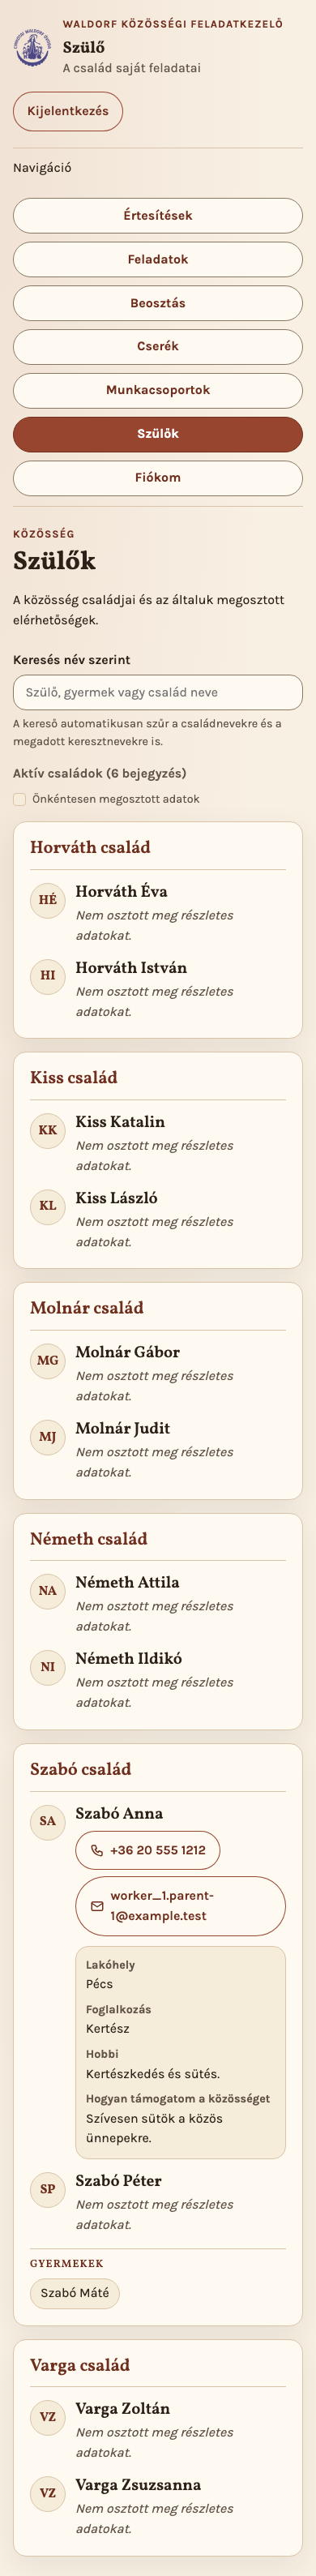 WALDORF KÖZÖSSÉGI FELADATKEZELŐ
Szülő
A család saját feladatai
Kijelentkezés
Navigáció
Értesítések
Feladatok
Beosztás
Cserék
Munkacsoportok
Szülők
Fiókom
KÖZÖSSÉG
Szülők
A közösség családjai és az általuk megosztott
elérhetőségek.
Keresés név szerint
Szülő, gyermek vagy család neve
A kereső automatikusan szűr a családnevekre és a
megadott keresztnevekre is.
Aktív családok (6 bejegyzés)
Önkéntesen megosztott adatok
Horváth család
HÉ
Horváth Éva
Nem osztott meg részletes
adatokat.
HI
Horváth István
Nem osztott meg részletes
adatokat.
Kiss család
KK
Kiss Katalin
Nem osztott meg részletes
adatokat.
KL
Kiss László
Nem osztott meg részletes
adatokat.
Molnár család
MG
Molnár Gábor
Nem osztott meg részletes
adatokat.
MJ
Molnár Judit
Nem osztott meg részletes
adatokat.
Németh család
NA
Németh Attila
Nem osztott meg részletes
adatokat.
NI
Németh Ildikó
Nem osztott meg részletes
adatokat.
Szabó család
SA
Szabó Anna
+36 20 555 1212
worker_1.parent-
1@example.test
Lakóhely
Pécs
Foglalkozás
Kertész
Hobbi
Kertészkedés és sütés.
Hogyan támogatom a közösséget
Szívesen sütök a közös
ünnepekre.
SP
Szabó Péter
Nem osztott meg részletes
adatokat.
GYERMEKEK
Szabó Máté
Varga család
VZ
Varga Zoltán
Nem osztott meg részletes
adatokat.
VZ
Varga Zsuzsanna
Nem osztott meg részletes
adatokat.